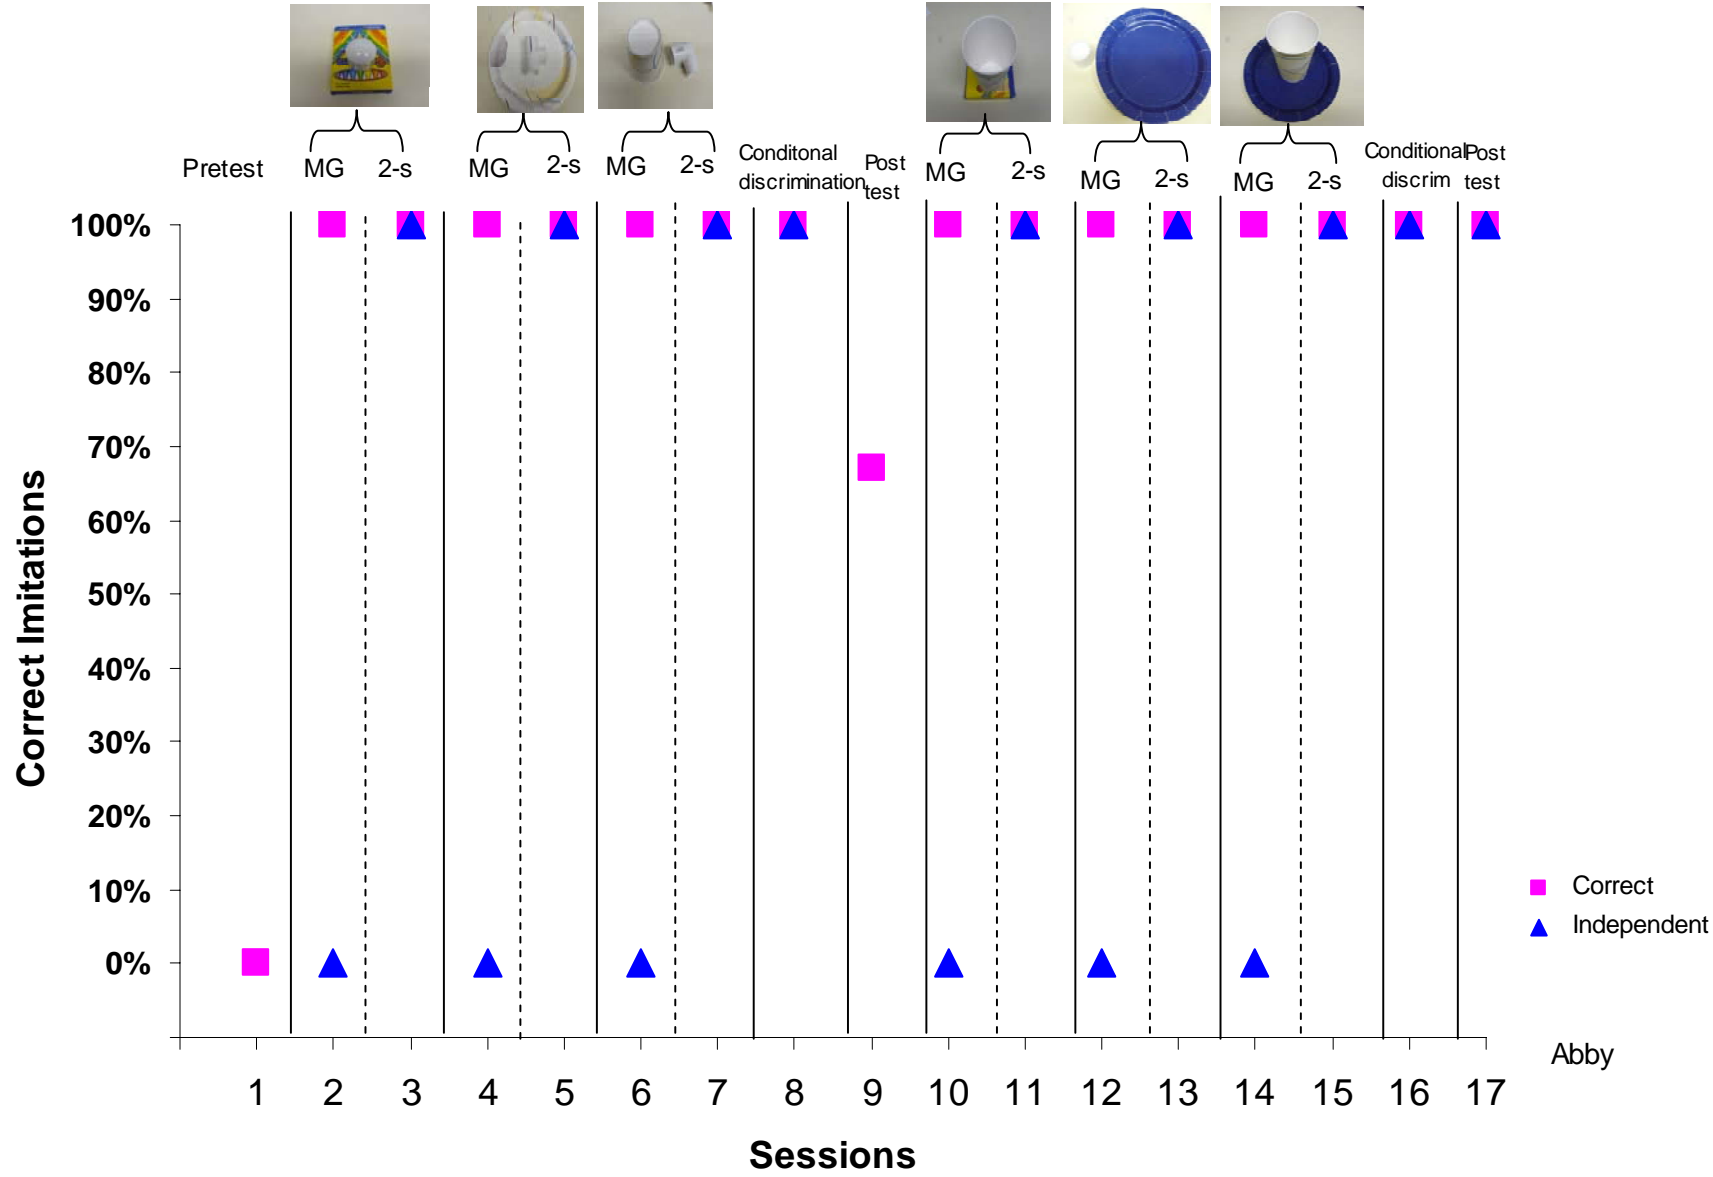 Pretest
MG 2-s
MG 2-s
MG 2-s
Conditonal
discrimination
Post
test
MG 2-s
MG 2-s
MG 2-s
Conditional
discrim
Post
test
100%
90%
80%
70%
60%
50%
40%
30%
20%
10%
0%
Correct Imitations
Correct
Independent
Abby
1 2 3 4 5 6 7 8 9 10 11 12 13 14 15 16 17
Sessions